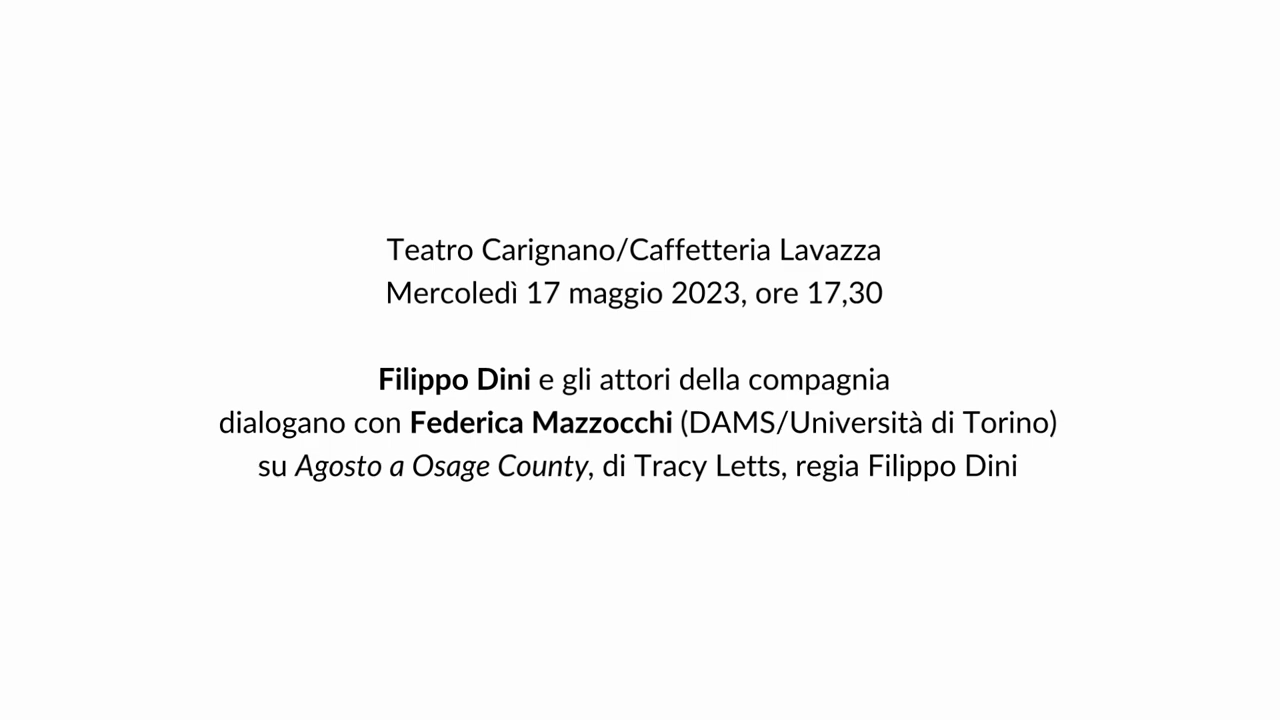 Teatro Carignano/Caffetteria Lavazza
Mercoledì 17 maggio 2023, ore 17,30
Filippo Dini e gli attori della compagnia
dialogano con Federica Mazzocchi (DAMS/Università di Torino)
su Agosto a Osage County, di Tracy Letts, regia Filippo Dini